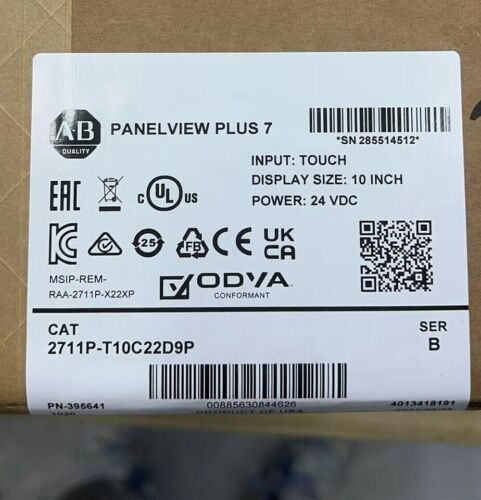 AB
QUALITY
PANELVIEW PLUS 7
*SN 285514512*
INPUT: TOUCH
DISPLAY SIZE: 10 INCH
POWER: 24 VDC
EAC
C UL US
25
FB
CE
UK
CA
MSIP-REM-
RAA-2711P-X22XP
ODVA
CONFORMANT
CAT
2711P-T10C22D9P
SER
B
PN-395641
00885630844626
4013418191
PRODUCT OF USA